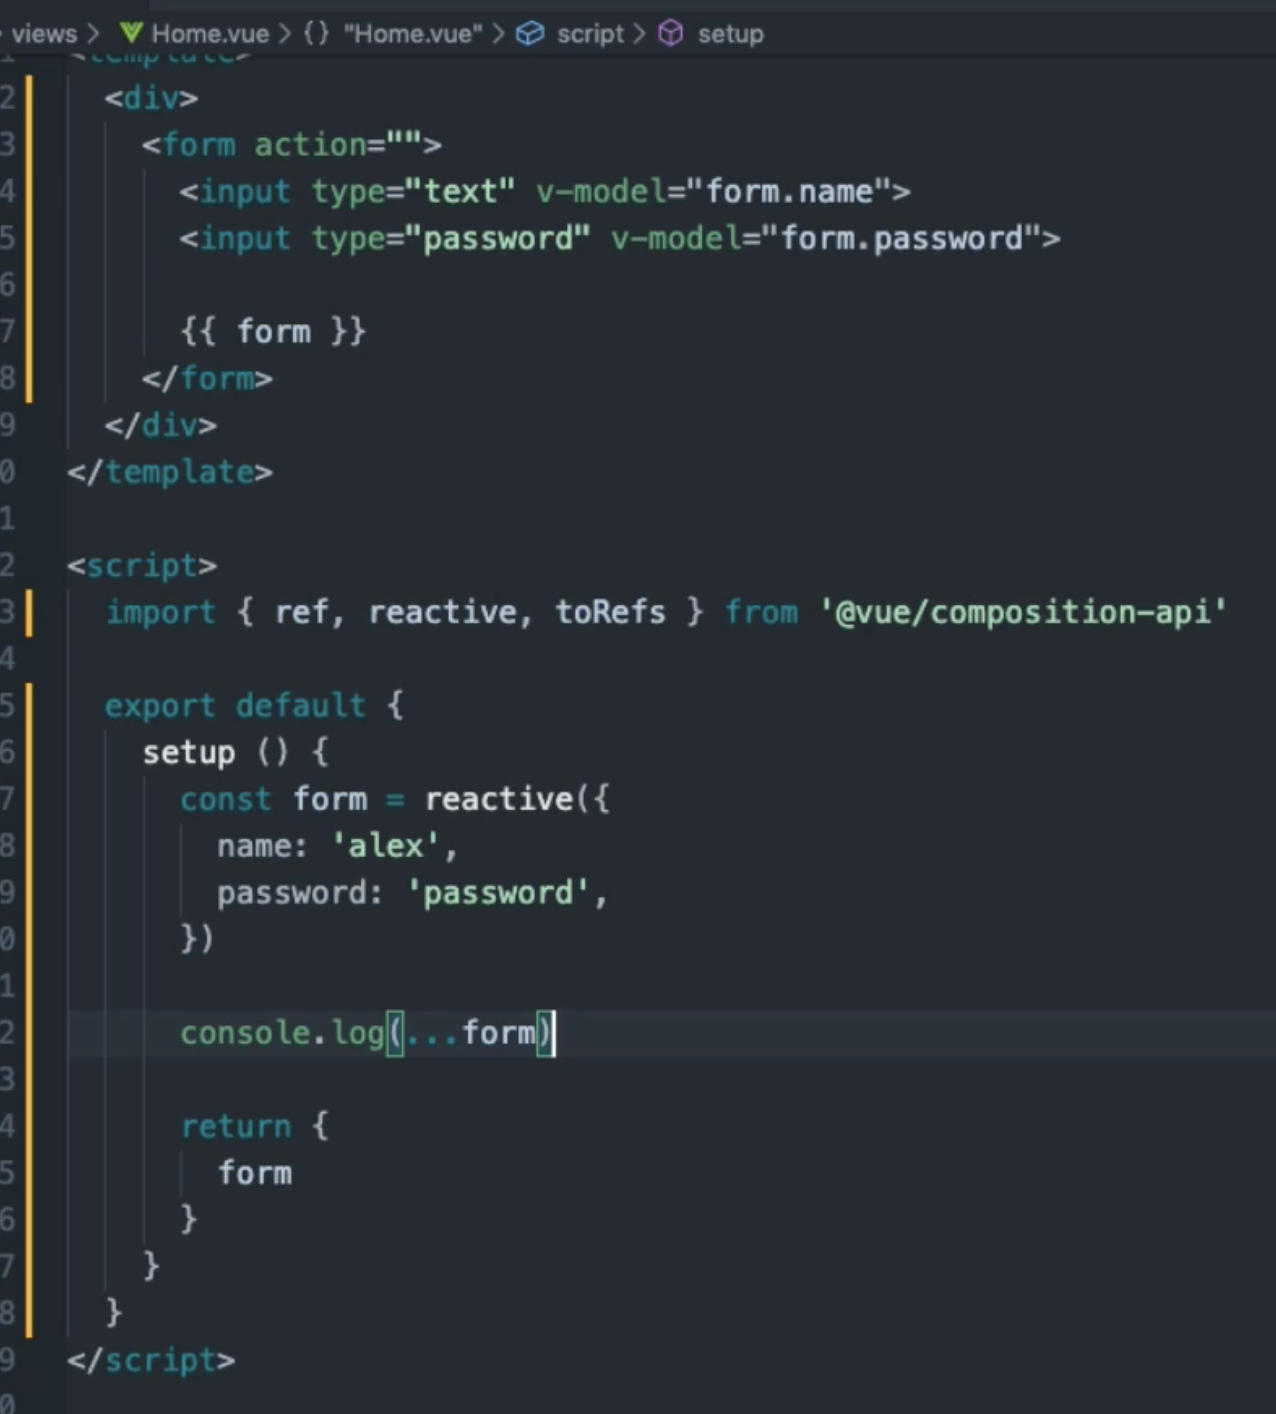 views > Home.vue > {} "Home.vue" > script > setup
1 <template>
2 <div>
3 <form action="">
4 <input type="text" v-model="form.name">
5 <input type="password" v-model="form.password">
6
7 {{ form }}
8 </form>
9 </div>
0 </template>
1
2 <script>
3 import { ref, reactive, toRefs } from '@vue/composition-api'
4
5 export default {
6 setup () {
7 const form = reactive({
8 name: 'alex',
9 password: 'password',
0 })
1
2 console.log(...form)
3
4 return {
5 form
6 }
7 }
8 }
9 </script>
0